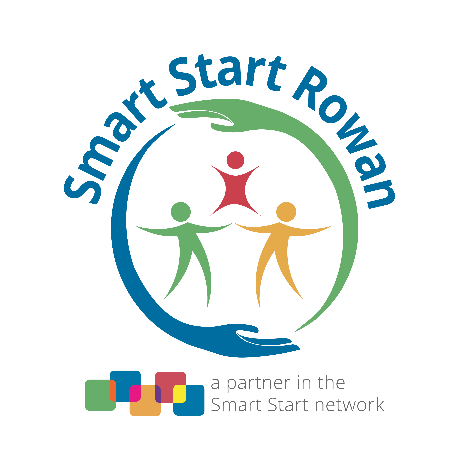 Smart Start Rowan
a partner in the
Smart Start network